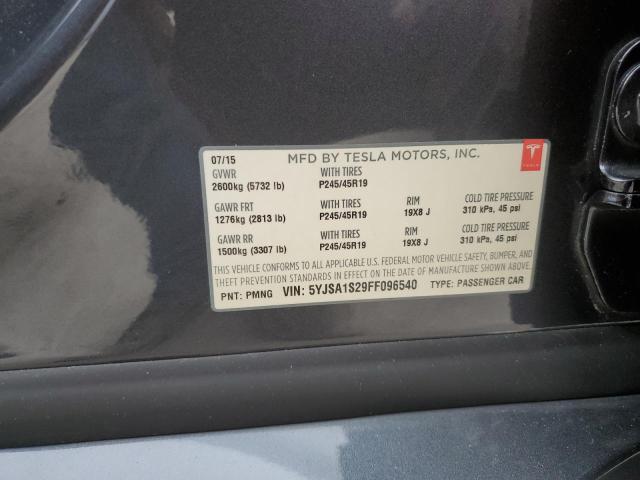 07/15 MFD BY TESLA MOTORS, INC.
GVWR WITH TIRES
2600kg (5732 lb) P245/45R19
GAWR FRT WITH TIRES RIM COLD TIRE PRESSURE
1276kg (2813 lb) P245/45R19 19X8 J 310 kPa, 45 psi
GAWR RR WITH TIRES RIM COLD TIRE PRESSURE
1500kg (3307 lb) P245/45R19 19X8 J 310 kPa, 45 psi
THIS VEHICLE CONFORMS TO ALL APPLICABLE U.S. FEDERAL MOTOR VEHICLE SAFETY, BUMPER, AND
THEFT PREVENTION STANDARDS IN EFFECT ON THE DATE OF MANUFACTURE SHOWN ABOVE.
PNT: PMNG VIN: 5YJSA1S29FF096540 TYPE: PASSENGER CAR